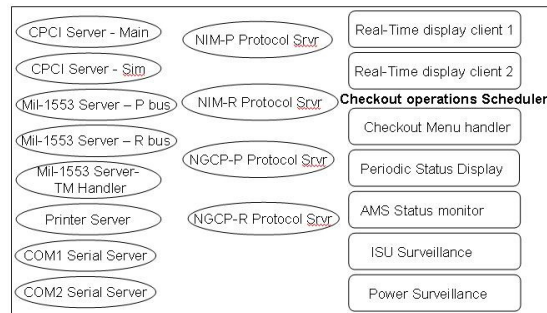 CPCI Server - Main
CPCI Server - Sim
Mil-1553 Server – P bus
Mil-1553 Server – R bus
Mil-1553 Server-
TM Handler
Printer Server
COM1 Serial Server
COM2 Serial Server
NIM-P Protocol Srvr
NIM-R Protocol Srvr
NGCP-P Protocol Srvr
NGCP-R Protocol Srvr
Real-Time display client 1
Real-Time display client 2
Checkout operations Scheduler
Checkout Menu handler
Periodic Status Display
AMS Status monitor
ISU Surveillance
Power Surveillance